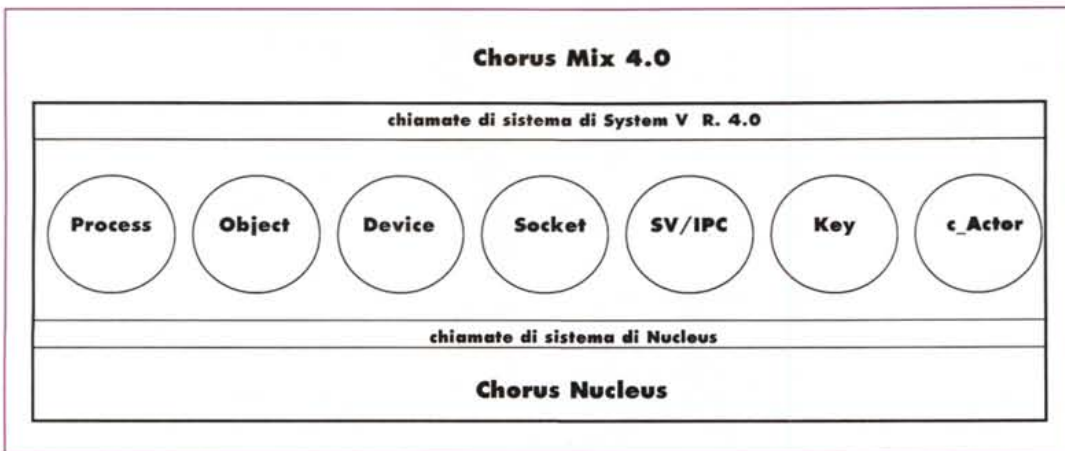 Chorus Mix 4.0
chiamate di sistema di System V R. 4.0
Process Object Device Socket SV/IPC Key c_Actor
chiamate di sistema di Nucleus
Chorus Nucleus